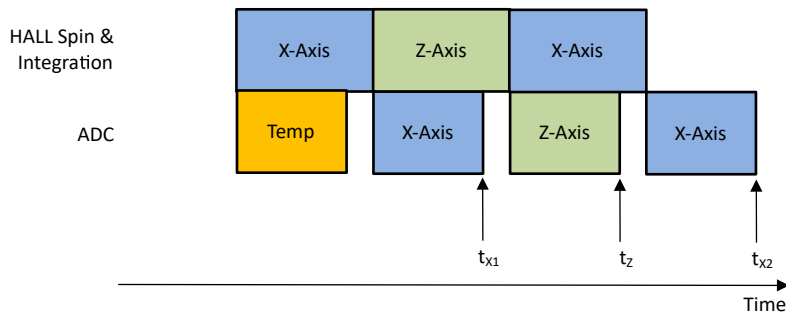 HALL Spin &
Integration
X-Axis
Z-Axis
X-Axis
ADC
Temp
X-Axis
Z-Axis
X-Axis
tX1
tZ
tX2
Time